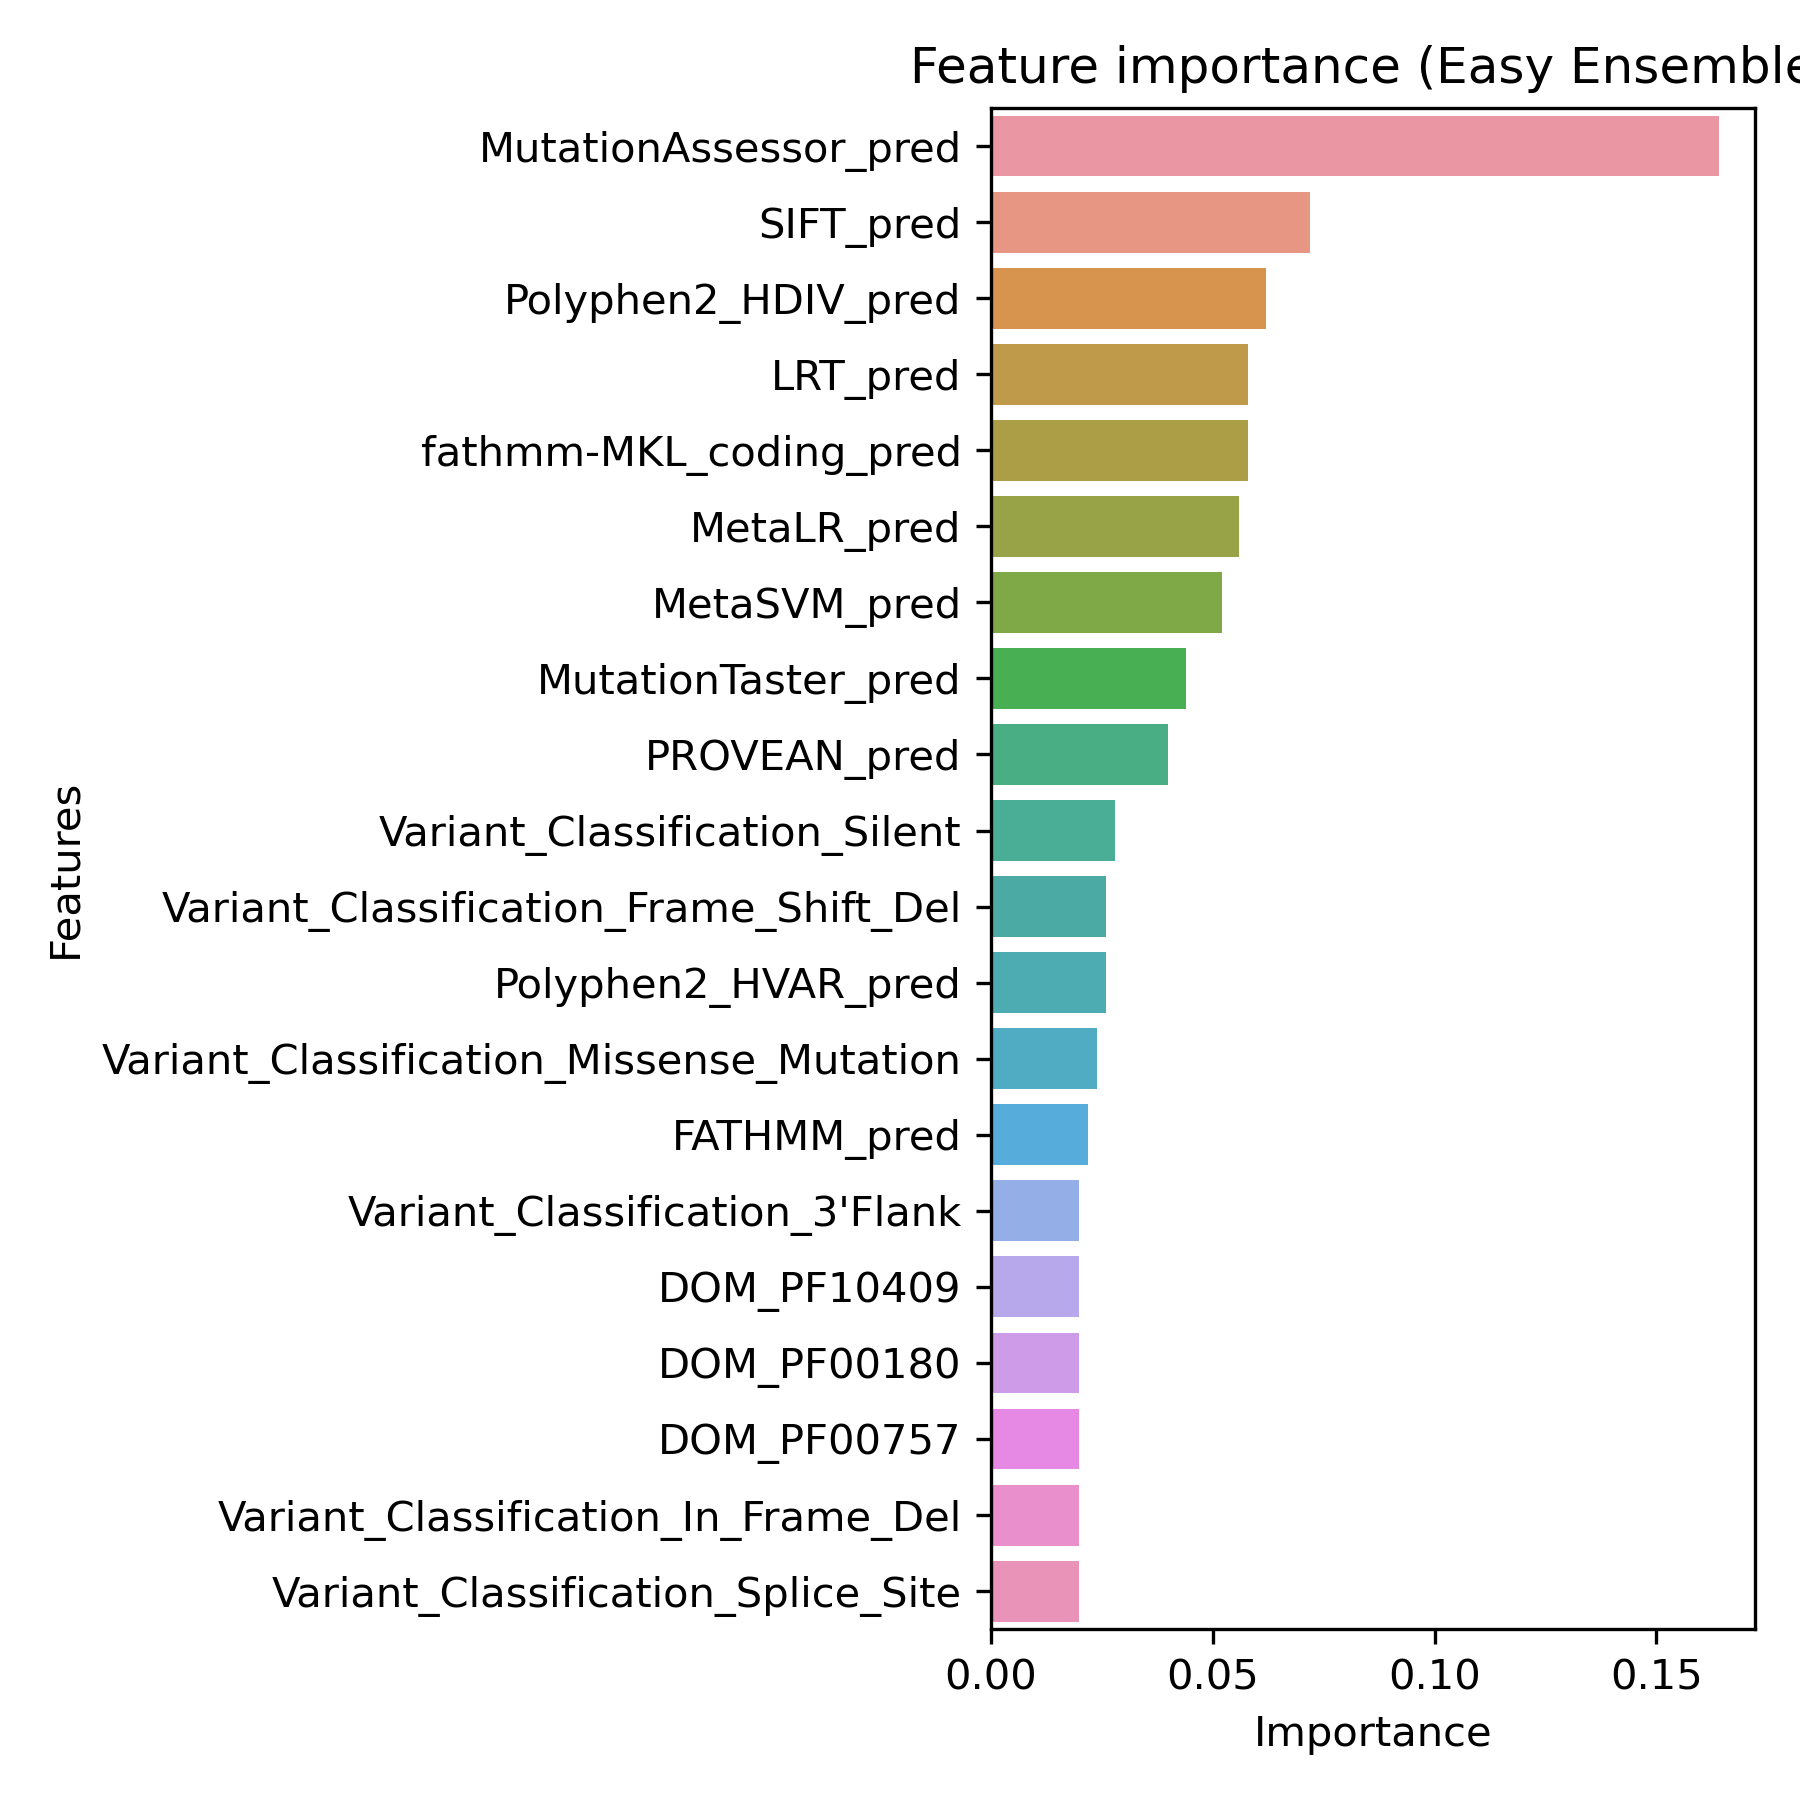 Feature importance (Easy Ensemble
MutationAssessor_pred
SIFT_pred
Polyphen2_HDIV_pred
LRT_pred
fathmm-MKL_coding_pred
MetaLR_pred
MetaSVM_pred
MutationTaster_pred
PROVEAN_pred
Variant_Classification_Silent
Variant_Classification_Frame_Shift_Del
Polyphen2_HVAR_pred
Variant_Classification_Missense_Mutation
FATHMM_pred
Variant_Classification_3'Flank
DOM_PF10409
DOM_PF00180
DOM_PF00757
Variant_Classification_In_Frame_Del
Variant_Classification_Splice_Site
Features
0.00 0.05 0.10 0.15
Importance